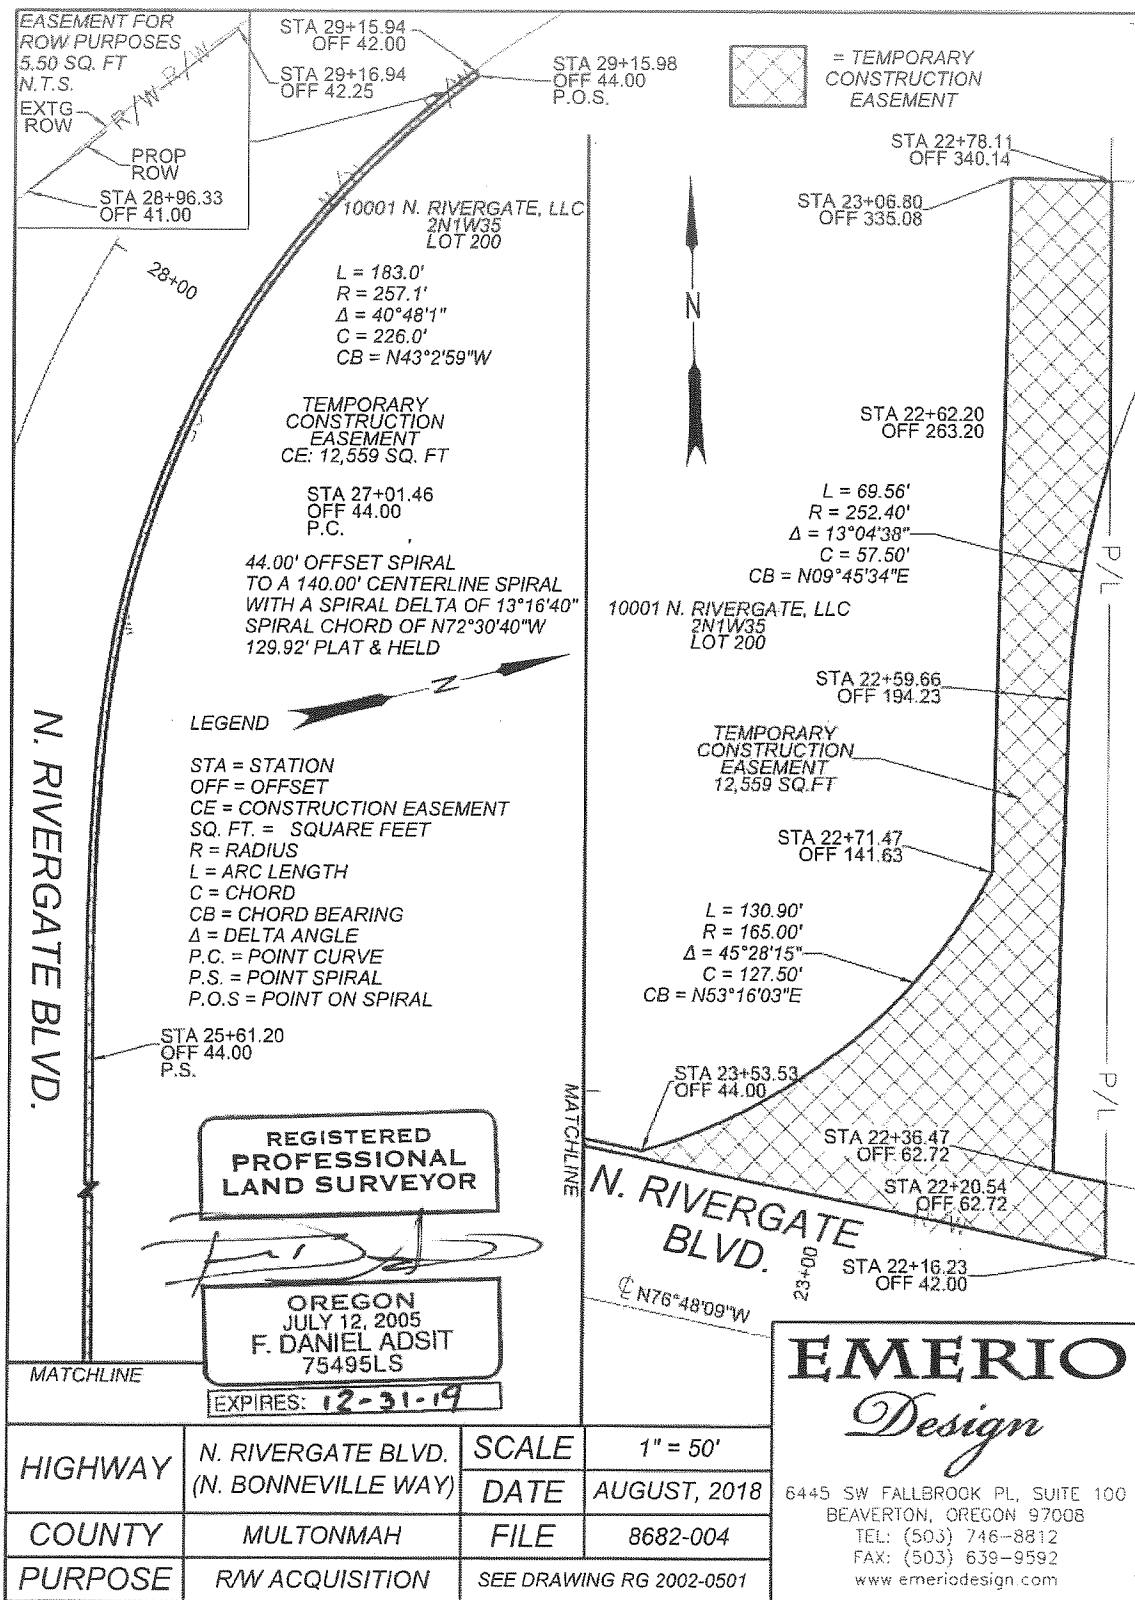 EASEMENT FOR
ROW PURPOSES
5.50 SQ. FT
N.T.S.
EXTG
ROW
R/W
R/W
PROP
ROW
STA 28+96.33
OFF 41.00
STA 29+15.94
OFF 42.00
STA 29+16.94
OFF 42.25
STA 29+15.98
OFF 44.00
P.O.S.
R/W
28+00
10001 N. RIVERGATE, LLC
2N1W35
LOT 200
L = 183.0'
R = 257.1'
Δ = 40°48'1"
C = 226.0'
CB = N43°2'59"W
TEMPORARY
CONSTRUCTION
EASEMENT
CE: 12,559 SQ. FT
STA 27+01.46
OFF 44.00
P.C.
44.00' OFFSET SPIRAL
TO A 140.00' CENTERLINE SPIRAL
WITH A SPIRAL DELTA OF 13°16'40"
SPIRAL CHORD OF N72°30'40"W
129.92' PLAT & HELD
N
LEGEND
STA = STATION
OFF = OFFSET
CE = CONSTRUCTION EASEMENT
SQ. FT. = SQUARE FEET
R = RADIUS
L = ARC LENGTH
C = CHORD
CB = CHORD BEARING
Δ = DELTA ANGLE
P.C. = POINT CURVE
P.S. = POINT SPIRAL
P.O.S = POINT ON SPIRAL
N. RIVERGATE BLVD.
STA 25+61.20
OFF 44.00
P.S.
REGISTERED
PROFESSIONAL
LAND SURVEYOR
OREGON
JULY 12, 2005
F. DANIEL ADSIT
75495LS
EXPIRES: 12-31-19
MATCHLINE
= TEMPORARY
CONSTRUCTION
EASEMENT
STA 22+78.11
OFF 340.14
STA 23+06.80
OFF 335.08
N
STA 22+62.20
OFF 263.20
L = 69.56'
R = 252.40'
Δ = 13°04'38"
C = 57.50'
CB = N09°45'34"E
P/L
10001 N. RIVERGATE, LLC
2N1W35
LOT 200
STA 22+59.66
OFF 194.23
TEMPORARY
CONSTRUCTION
EASEMENT
12,559 SQ.FT
STA 22+71.47
OFF 141.63
L = 130.90'
R = 165.00'
Δ = 45°28'15"
C = 127.50'
CB = N53°16'03"E
STA 23+53.53
OFF 44.00
P/L
MATCHLINE
STA 22+36.47
OFF 62.72
STA 22+20.54
OFF 62.72
R/W
N. RIVERGATE
BLVD.
23+00
STA 22+16.23
OFF 42.00
℄ N76°48'09"W
HIGHWAY
N. RIVERGATE BLVD.
(N. BONNEVILLE WAY)
SCALE
1" = 50'
DATE
AUGUST, 2018
COUNTY
MULTONMAH
FILE
8682-004
PURPOSE
R/W ACQUISITION
SEE DRAWING RG 2002-0501
EMERIO
Design
6445 SW FALLBROOK PL, SUITE 100
BEAVERTON, OREGON 97008
TEL: (503) 746-8812
FAX: (503) 639-9592
www emeriodesign.com